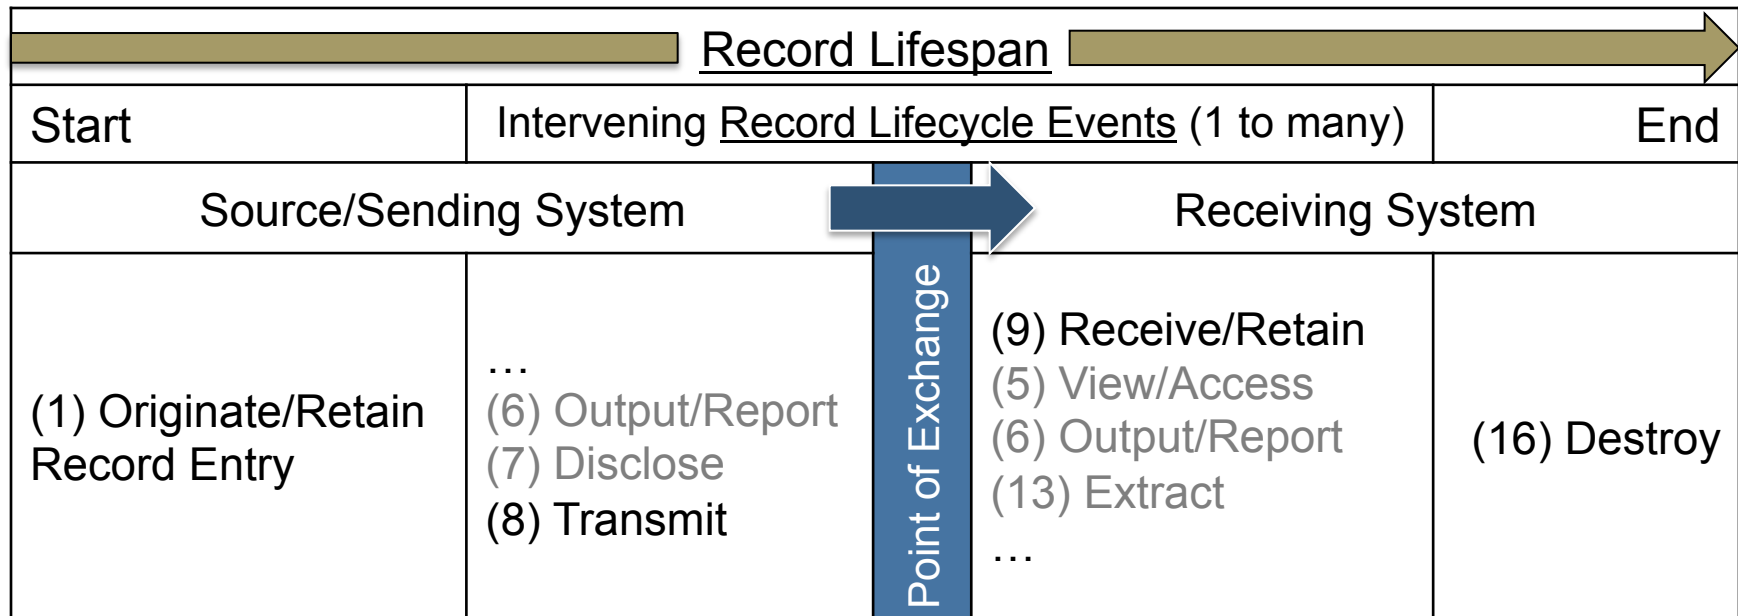 Record Lifespan
Start
Intervening Record Lifecycle Events (1 to many)
End
Source/Sending System
Receiving System
(1) Originate/Retain
Record Entry
…
(6) Output/Report
(7) Disclose
(8) Transmit
Point of Exchange
(9) Receive/Retain
(5) View/Access
(6) Output/Report
(13) Extract
…
(16) Destroy